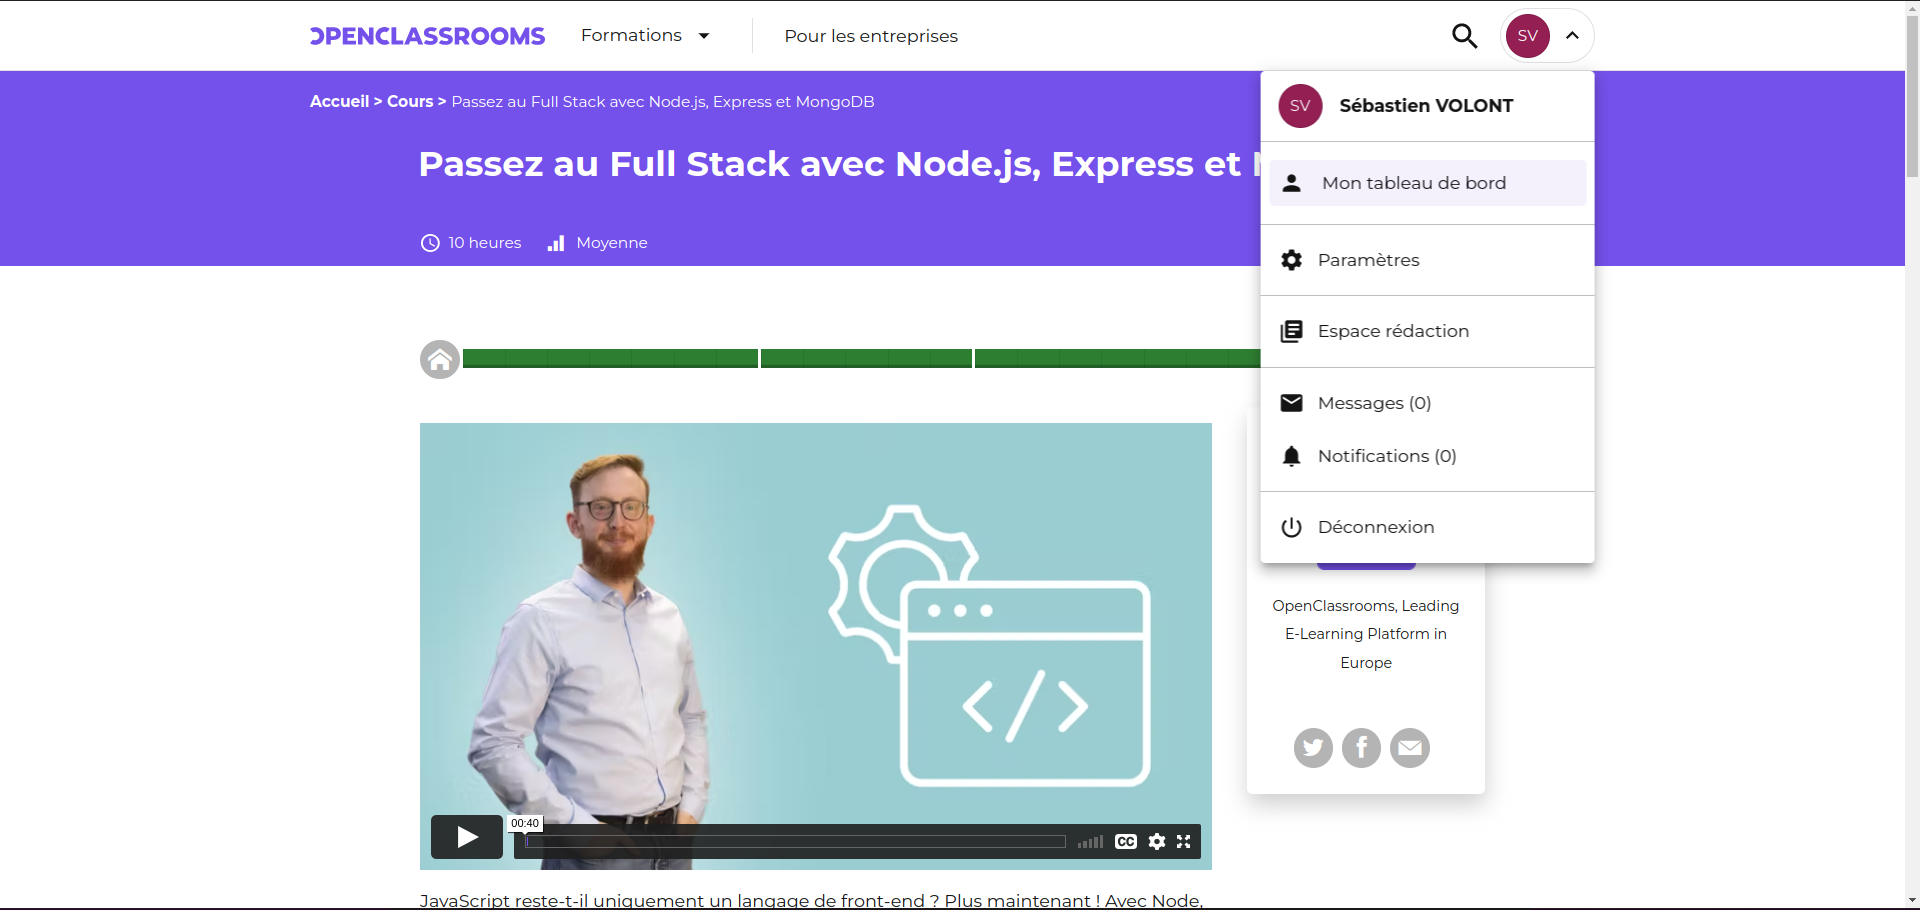 OPENCLASSROOMS
Formations
Pour les entreprises
SV
Accueil > Cours > Passez au Full Stack avec Node.js, Express et MongoDB
Passez au Full Stack avec Node.js, Express et
10 heures
Moyenne
SV
Sébastien VOLONT
Mon tableau de bord
Paramètres
Espace rédaction
Messages (0)
Notifications (0)
Déconnexion
OpenClassrooms, Leading
E-Learning Platform in
Europe
</>
00:40
CC
JavaScript reste-t-il uniquement un langage de front-end ? Plus maintenant ! Avec Node,